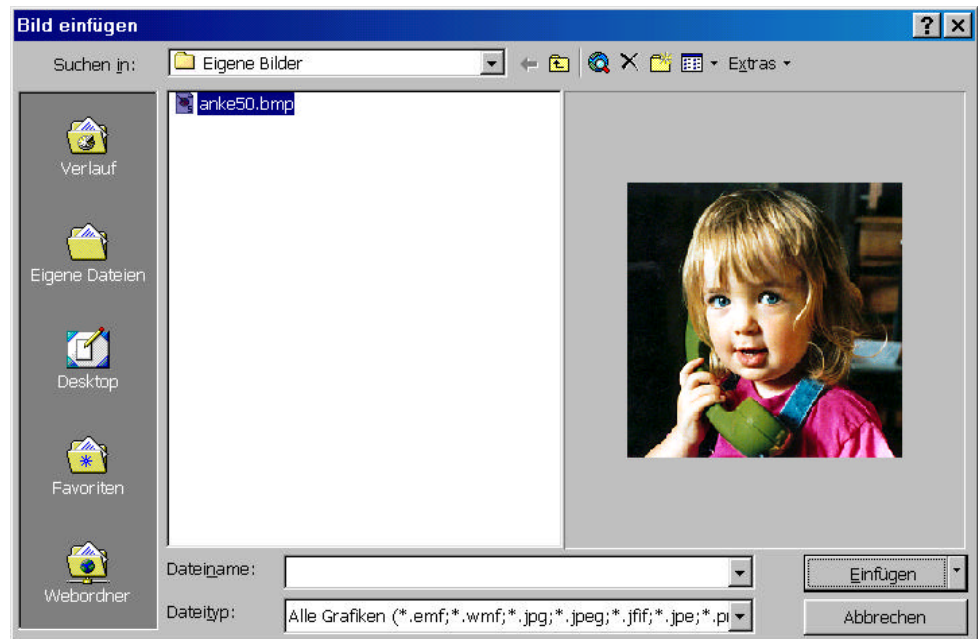 Bild einfügen
Suchen in:
Eigene Bilder
Extras
anke50.bmp
Verlauf
Eigene Dateien
Desktop
Favoriten
Webordner
Dateiname:
Einfügen
Dateityp:
Alle Grafiken (*.emf;*.wmf;*.jpg;*.jpeg;*.jfif;*.jpe;*.pı
Abbrechen